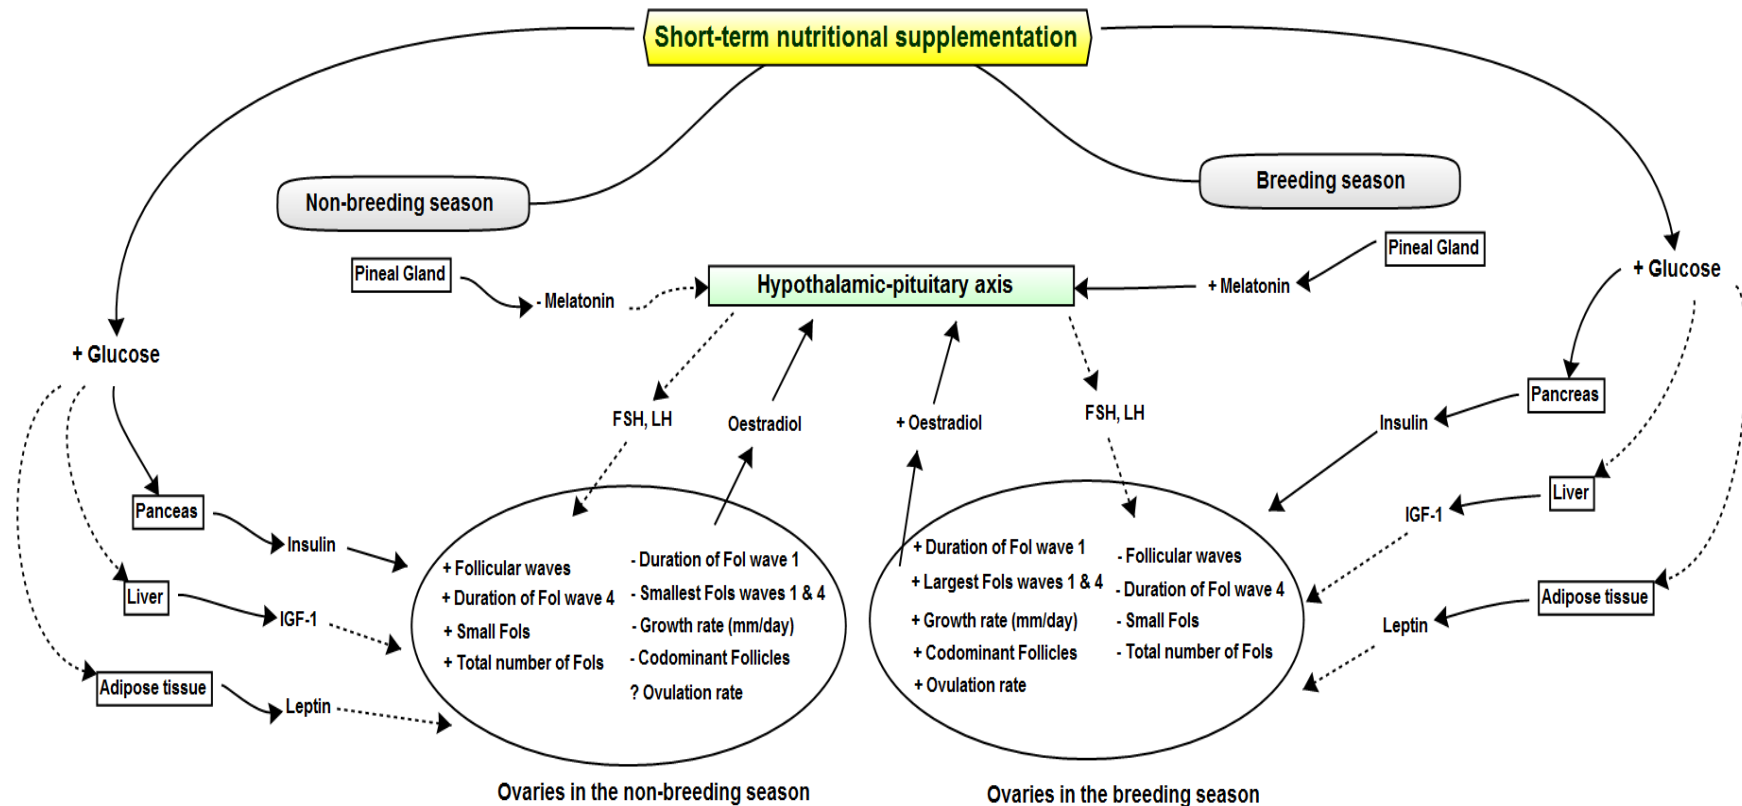 Short-term nutritional supplementation
Non-breeding season
Breeding season
Pineal Gland
- Melatonin
Hypothalamic-pituitary axis
+ Melatonin
Pineal Gland
+ Glucose
+ Glucose
FSH, LH
Oestradiol
+ Oestradiol
FSH, LH
Panceas
Insulin
Liver
IGF-1
Adipose tissue
Leptin
Pancreas
Insulin
Liver
IGF-1
Adipose tissue
Leptin
+ Follicular waves
+ Duration of Fol wave 4
+ Small Fols
+ Total number of Fols
- Duration of Fol wave 1
- Smallest Fols waves 1 & 4
- Growth rate (mm/day)
- Codominant Follicles
? Ovulation rate
+ Duration of Fol wave 1
+ Largest Fols waves 1 & 4
+ Growth rate (mm/day)
+ Codominant Follicles
+ Ovulation rate
- Follicular waves
- Duration of Fol wave 4
- Small Fols
- Total number of Fols
Ovaries in the non-breeding season
Ovaries in the breeding season